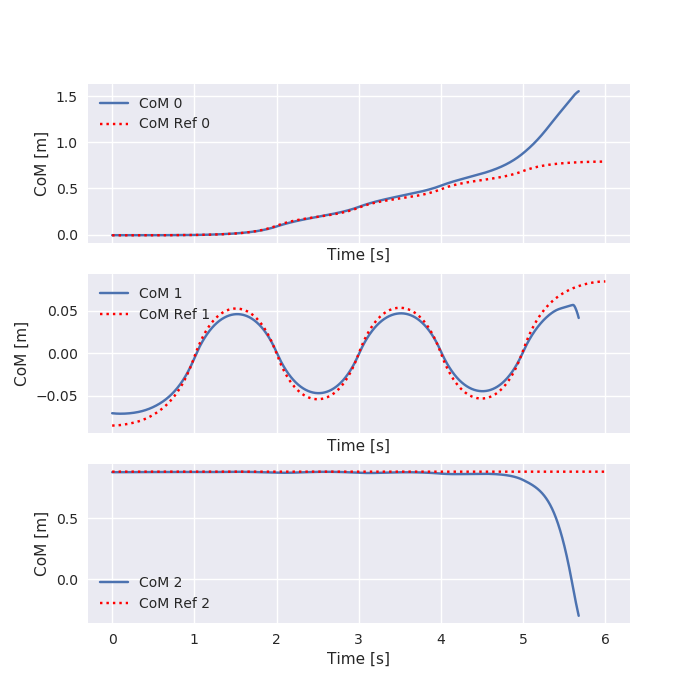 1.5
1.0
0.5
0.0
CoM [m]
CoM 0
CoM Ref 0
Time [s]
0.05
0.00
−0.05
CoM [m]
CoM 1
CoM Ref 1
Time [s]
0.5
0.0
CoM [m]
CoM 2
CoM Ref 2
0 1 2 3 4 5 6
Time [s]